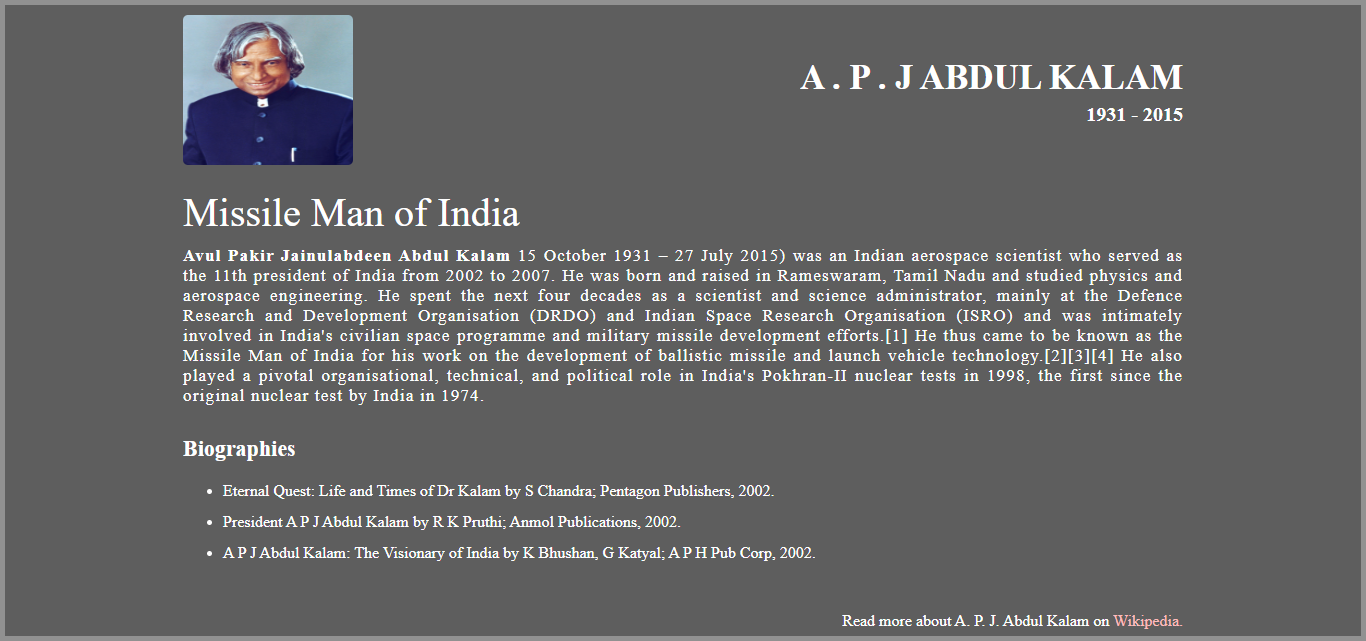 A . P . J ABDUL KALAM
1931 - 2015
Missile Man of India
Avul Pakir Jainulabdeen Abdul Kalam 15 October 1931 – 27 July 2015) was an Indian aerospace scientist who served as
the 11th president of India from 2002 to 2007. He was born and raised in Rameswaram, Tamil Nadu and studied physics and
aerospace engineering. He spent the next four decades as a scientist and science administrator, mainly at the Defence
Research and Development Organisation (DRDO) and Indian Space Research Organisation (ISRO) and was intimately
involved in India's civilian space programme and military missile development efforts.[1] He thus came to be known as the
Missile Man of India for his work on the development of ballistic missile and launch vehicle technology.[2][3][4] He also
played a pivotal organisational, technical, and political role in India's Pokhran-II nuclear tests in 1998, the first since the
original nuclear test by India in 1974.
Biographies
• Eternal Quest: Life and Times of Dr Kalam by S Chandra; Pentagon Publishers, 2002.
• President A P J Abdul Kalam by R K Pruthi; Anmol Publications, 2002.
• A P J Abdul Kalam: The Visionary of India by K Bhushan, G Katyal; A P H Pub Corp, 2002.
Read more about A. P. J. Abdul Kalam on Wikipedia.